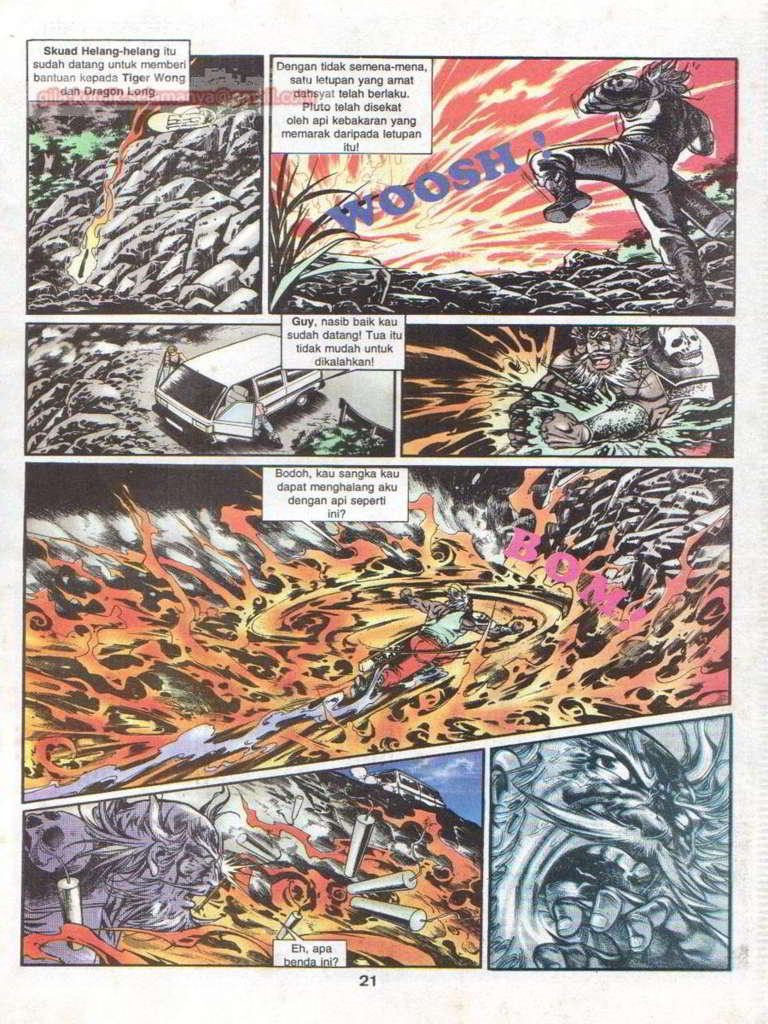 Skuad Helang-helang itu
sudah datang untuk memberi
bantuan kepada Tiger Wong
dan Dragon Long.
Dengan tidak semena-mena,
satu letupan yang amat
dahsyat telah berlaku.
Pluto telah disekat
oleh api kebakaran yang
memarak daripada letupan
itu!
WOOSH!
Guy, nasib baik kau
sudah datang! Tua itu
tidak mudah untuk
dikalahkan!
Bodoh, kau sangka kau
dapat menghalang aku
dengan api seperti
ini?
BOM!
Eh, apa
benda ini?
21